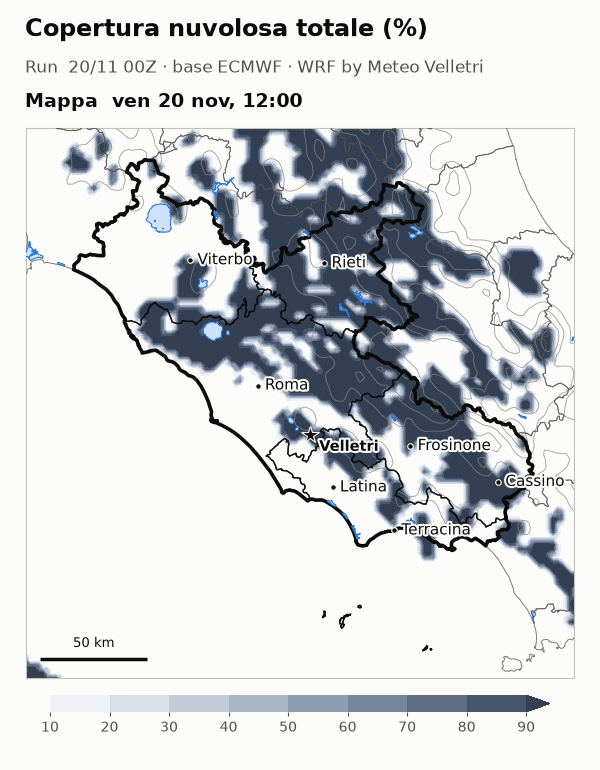 Copertura nuvolosa totale (%)
Run  20/11 00Z · base ECMWF · WRF by Meteo Velletri
Mappa  ven 20 nov, 12:00
Viterbo
Rieti
Roma
Velletri
Frosinone
Cassino
Latina
Terracina
50 km
10 20 30 40 50 60 70 80 90